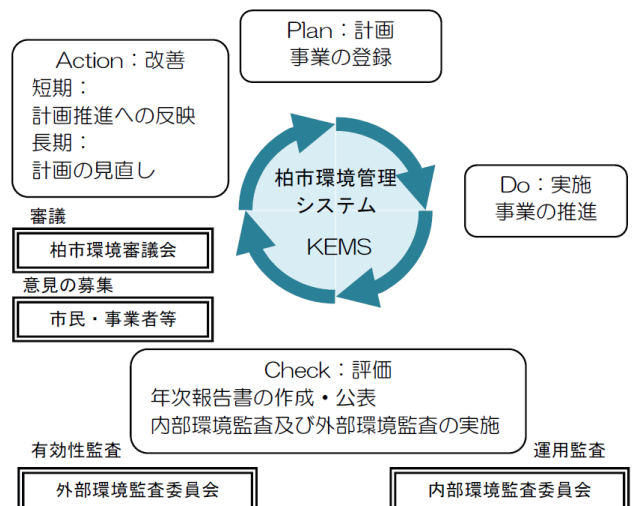 Plan：計画
事業の登録
Action：改善
短期：
計画推進への反映
長期：
計画の見直し
柏市環境管理
システム
KEMS
Do：実施
事業の推進
審議
柏市環境審議会
意見の募集
市民・事業者等
Check：評価
年次報告書の作成・公表
内部環境監査及び外部環境監査の実施
有効性監査
外部環境監査委員会
運用監査
内部環境監査委員会